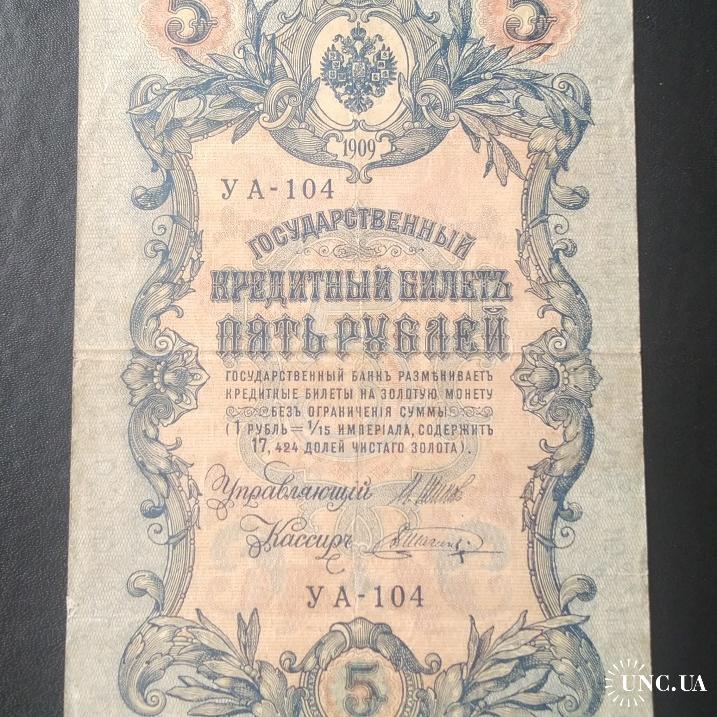 5 5
1909
УА-104
ГОСУДАРСТВЕННЫЙ
КРЕДИТНЫЙ БИЛЕТЪ
ПЯТЬ РУБЛЕЙ
ГОСУДАРСТВЕННЫЙ БАНКЪ РАЗМѢНИВАЕТЪ
КРЕДИТНЫЕ БИЛЕТЫ НА ЗОЛОТУЮ МОНЕТУ
БЕЗЪ ОГРАНИЧЕНІЯ СУММЫ
(1 РУБЛЬ = 1/15 ИМПЕРІАЛА, СОДЕРЖИТЪ
17,424 ДОЛЕЙ ЧИСТАГО ЗОЛОТА).
Управляющій
Кассиръ
УА-104
5
UNC.UA